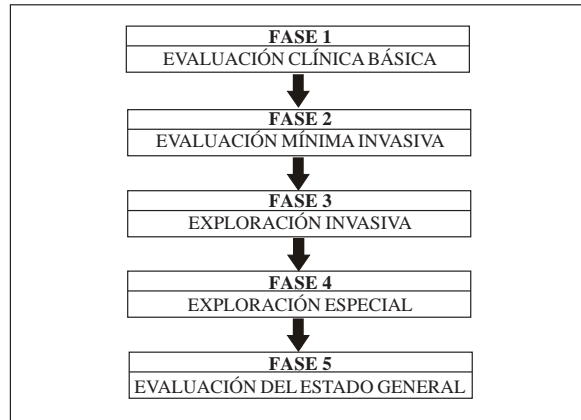 FASE 1
EVALUACIÓN CLÍNICA BÁSICA
FASE 2
EVALUACIÓN MÍNIMA INVASIVA
FASE 3
EXPLORACIÓN INVASIVA
FASE 4
EXPLORACIÓN ESPECIAL
FASE 5
EVALUACIÓN DEL ESTADO GENERAL